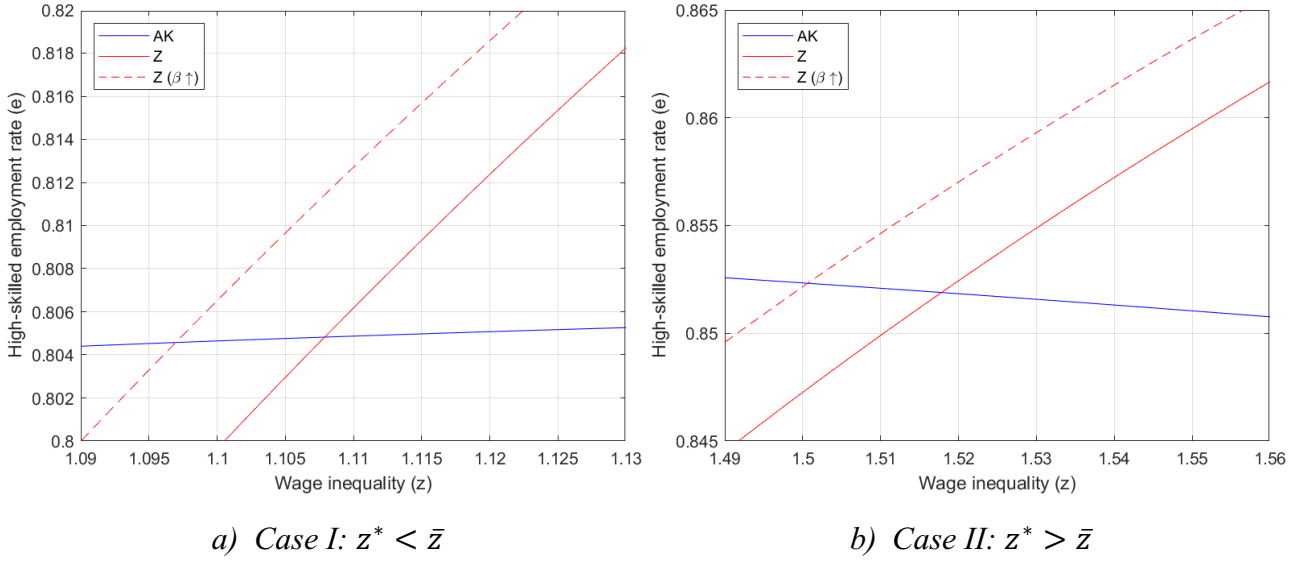 0.82
0.818
0.816
0.814
0.812
0.81
0.808
0.806
0.804
0.802
0.8
High-skilled employment rate (e)
AK
Z
Z (β ↑)
1.09 1.095 1.1 1.105 1.11 1.115 1.12 1.125 1.13
Wage inequality (z)
a) Case I: z* < z̄
0.865
0.86
0.855
0.85
0.845
High-skilled employment rate (e)
AK
Z
Z (β ↑)
1.49 1.5 1.51 1.52 1.53 1.54 1.55 1.56
Wage inequality (z)
b) Case II: z* > z̄